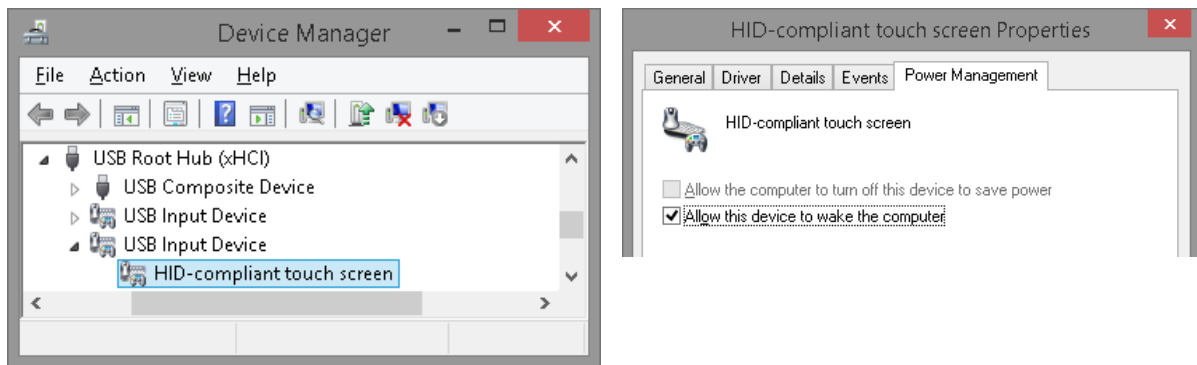 Device Manager
File Action View Help
USB Root Hub (xHCI)
USB Composite Device
USB Input Device
USB Input Device
HID-compliant touch screen
HID-compliant touch screen Properties
General Driver Details Events Power Management
HID-compliant touch screen
Allow the computer to turn off this device to save power
Allow this device to wake the computer